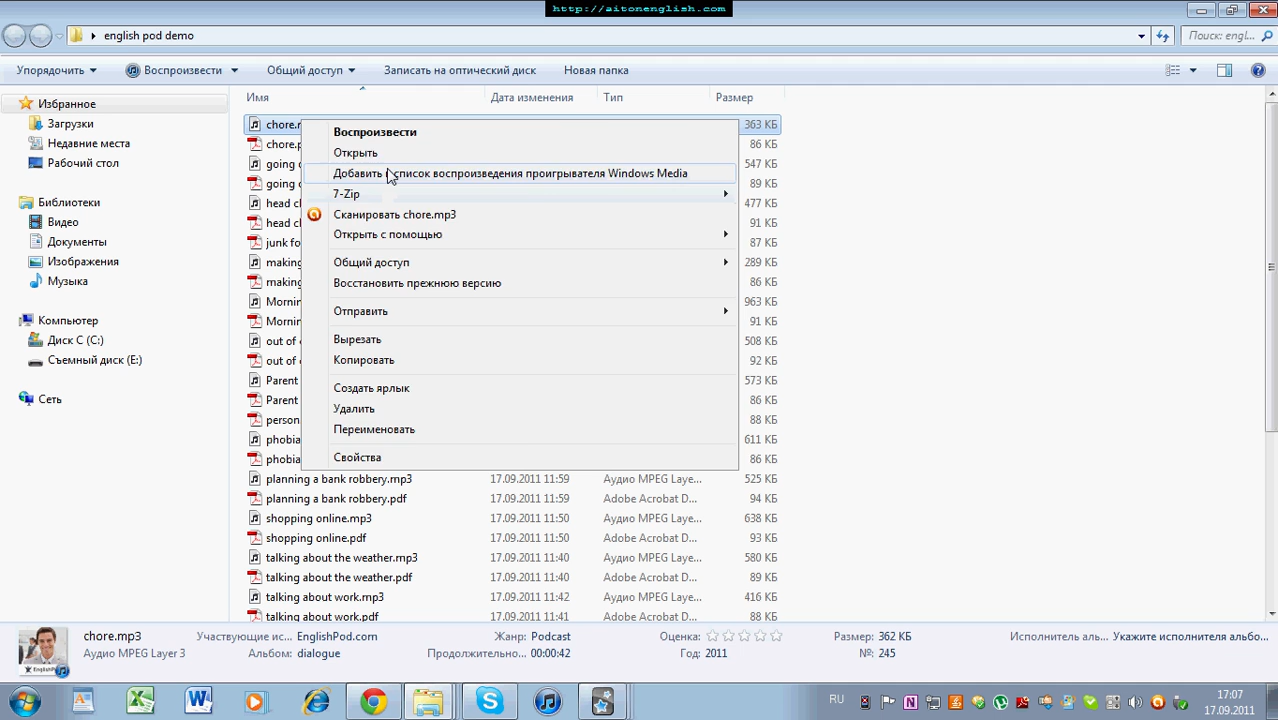 http://aitonenglish.com
english pod demo
Поиск: engl...
Упорядочить
Воспроизвести
Общий доступ
Записать на оптический диск
Новая папка
Избранное
Загрузки
Недавние места
Рабочий стол
Библиотеки
Видео
Документы
Изображения
Музыка
Компьютер
Диск C (C:)
Съемный диск (E:)
Сеть
Имя
Дата изменения
Тип
Размер
363 КБ
86 КБ
547 КБ
90 КБ
477 КБ
91 КБ
87 КБ
289 КБ
86 КБ
963 КБ
91 КБ
508 КБ
92 КБ
573 КБ
86 КБ
88 КБ
611 КБ
86 КБ
Воспроизвести
Открыть
Добавить список воспроизведения проигрывателя Windows Media
7-Zip
Сканировать chore.mp3
Открыть с помощью
Общий доступ
Восстановить прежнюю версию
Отправить
Вырезать
Копировать
Создать ярлык
Удалить
Переименовать
Свойства
planning a bank robbery.mp3 17.09.2011 11:59 Аудио MPEG Laye... 525 КБ
planning a bank robbery.pdf 17.09.2011 11:59 Adobe Acrobat D... 94 КБ
shopping online.mp3 17.09.2011 11:50 Аудио MPEG Laye... 638 КБ
shopping online.pdf 17.09.2011 11:50 Adobe Acrobat D... 93 КБ
talking about the weather.mp3 17.09.2011 11:40 Аудио MPEG Laye... 580 КБ
talking about the weather.pdf 17.09.2011 11:40 Adobe Acrobat D... 89 КБ
talking about work.mp3 17.09.2011 11:42 Аудио MPEG Laye... 416 КБ
talking about work.pdf 17.09.2011 11:41 Adobe Acrobat D... 88 КБ
chore.mp3
Аудио MPEG Layer 3
Участвующие ис... EnglishPod.com
Альбом: dialogue
Жанр: Podcast
Продолжительно... 00:00:42
Оценка:
Год: 2011
Размер: 362 КБ
№: 245
Исполнитель аль... Укажите исполнителя альбо...
RU
17:07
17.09.2011